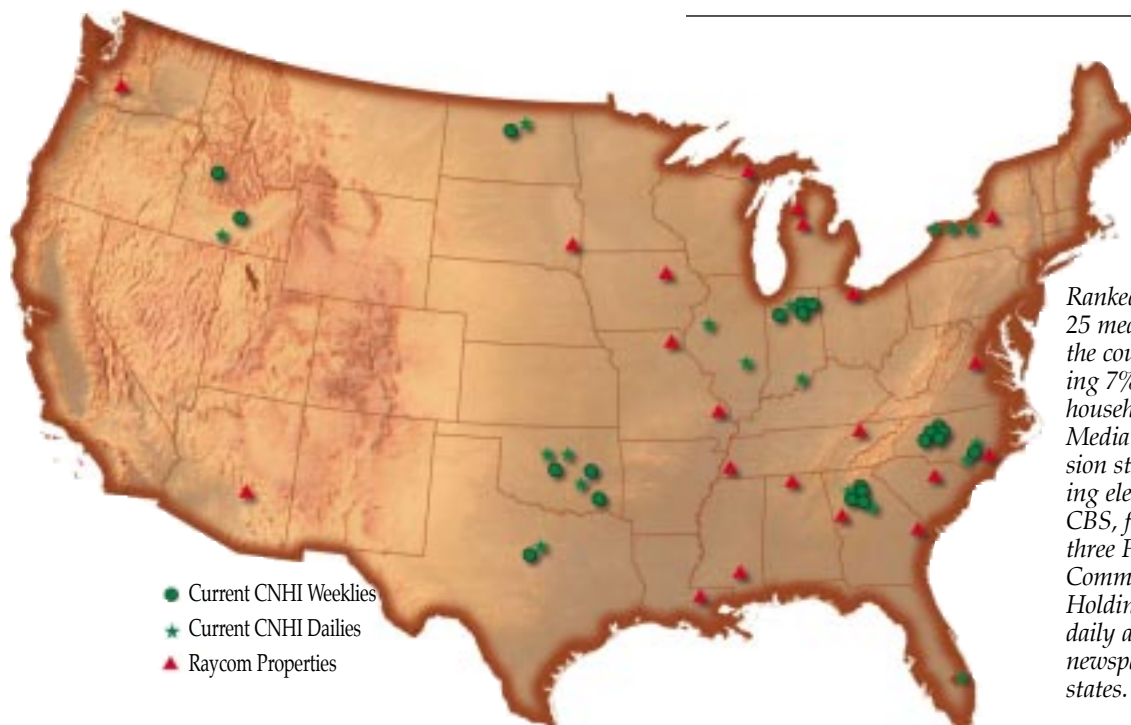 Current CNHI Weeklies
Current CNHI Dailies
Raycom Properties
Ranked
25 med
the cou
ing 7%
househ
Media
sion st
ing ele
CBS, f
three F
Comm
Holdin
daily a
newspa
states.